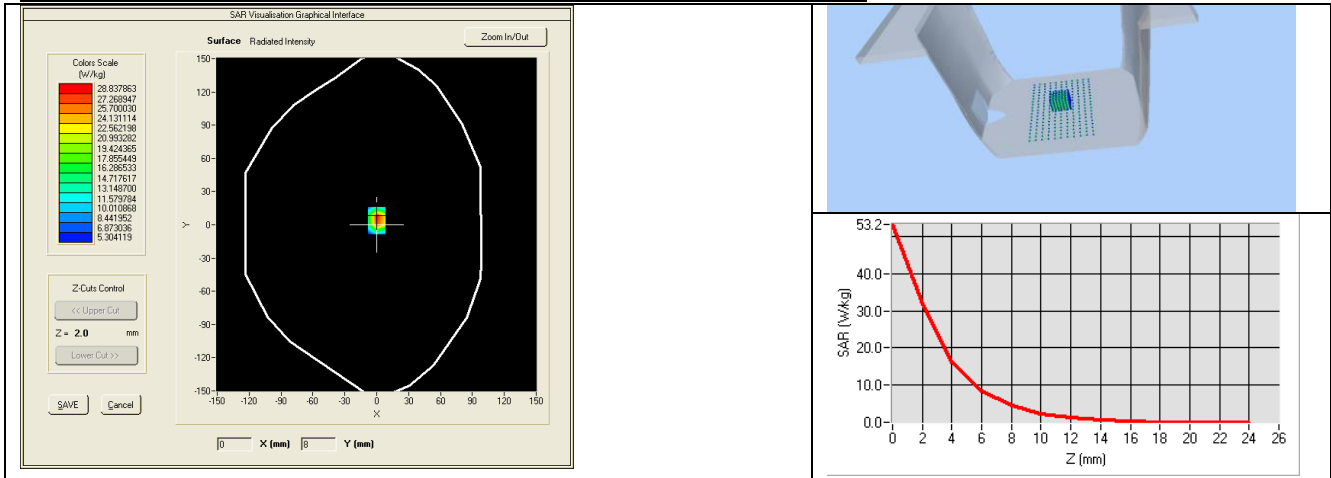 SAR Visualisation Graphical Interface
Surface Radiated Intensity
Zoom In/Out
Colors Scale
(W/kg)
28.837863
27.268947
25.700030
24.131114
22.562198
20.993282
19.424365
17.855449
16.286533
14.717617
13.148700
11.579784
10.010868
8.441952
6.873036
5.304119
Z-Cuts Control
<< Upper Cut
Z = 2.0 mm
Lower Cut >>
SAVE Cancel
150-
120-
90-
60-
30-
0-
-30-
-60-
-90-
-120-
-150-
Y
-150 -120 -90 -60 -30 0 30 60 90 120 150
X
0 X (mm) 8 Y (mm)
53.2-
40.0-
30.0-
20.0-
10.0-
0.0-
SAR (W/kg)
0 2 4 6 8 10 12 14 16 18 20 22 24 26
Z (mm)